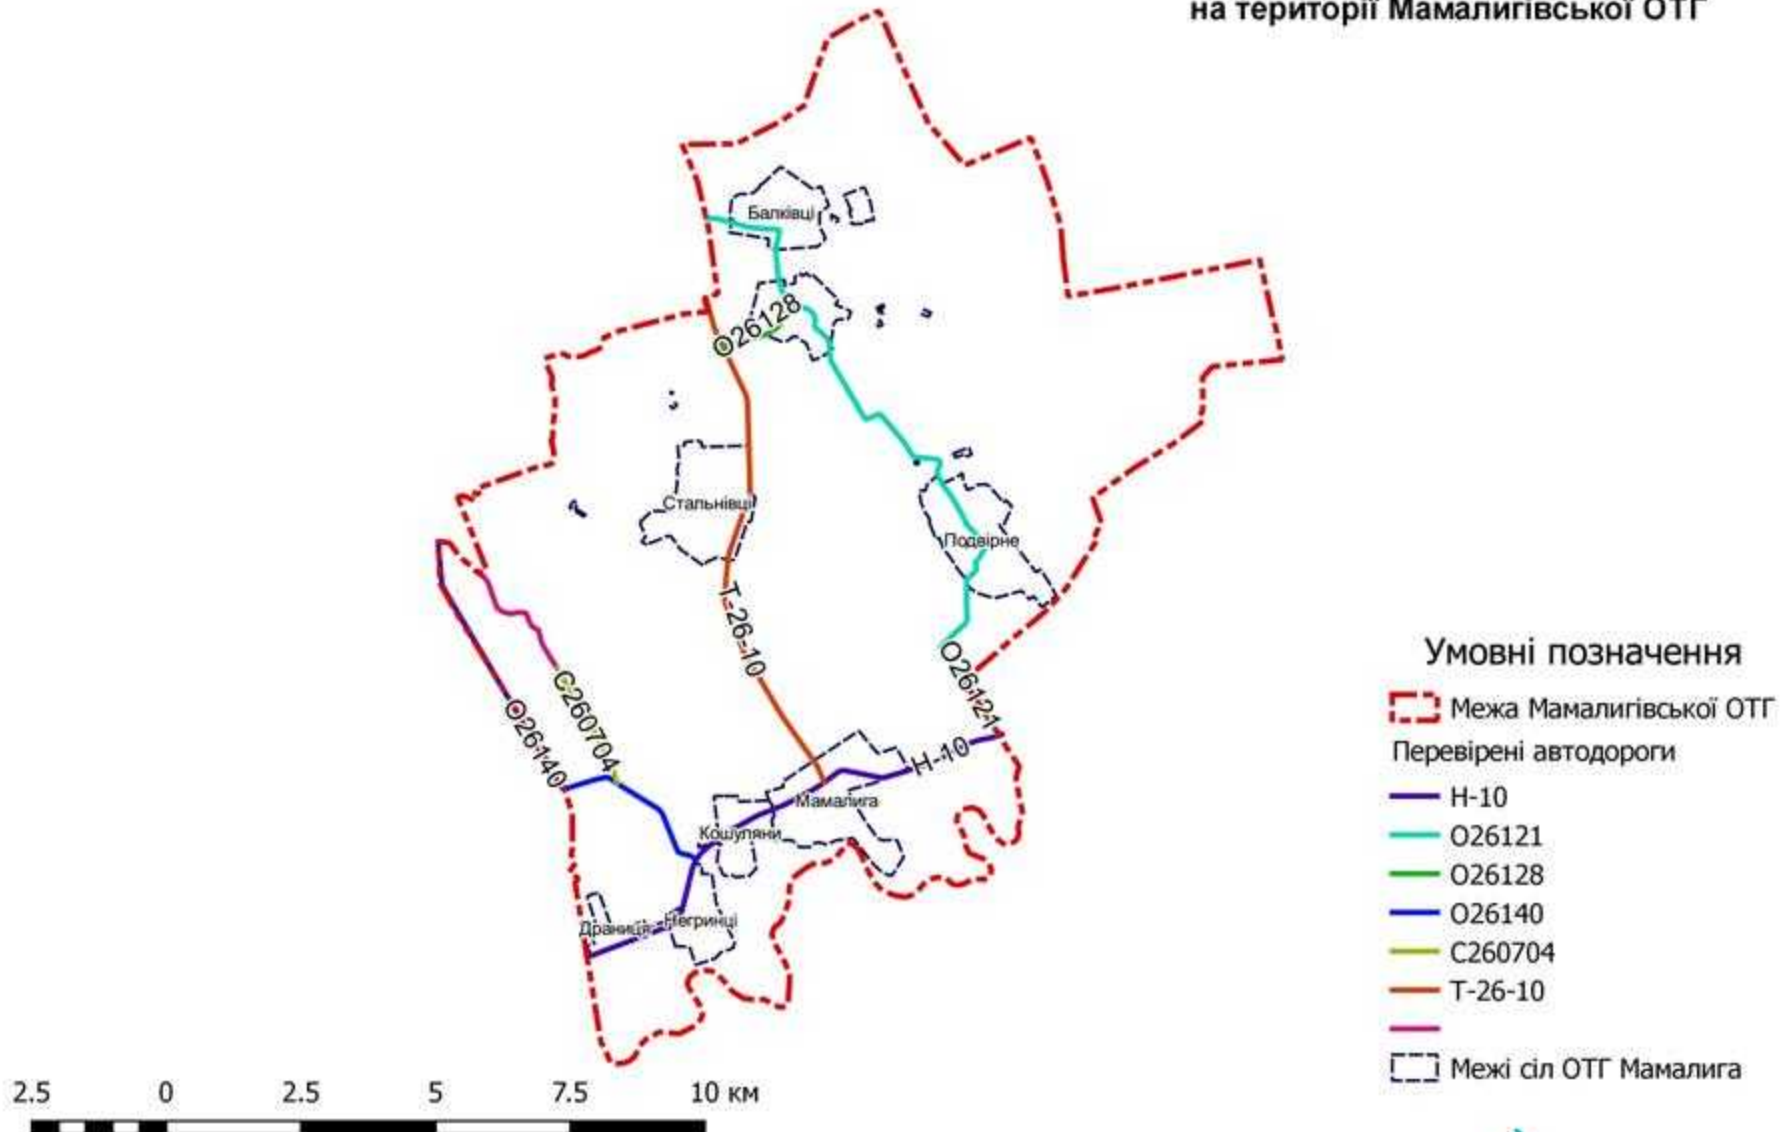 на території Мамалигівської ОТГ
Балківці
О26128
Стальнівці
Подвірне
Т-26-10
О26121
С260704
О26140
Н-10
Мамалига
Кошуляни
Негринці
Драниця
Умовні позначення
Межа Мамалигівської ОТГ
Перевірені автодороги
Н-10
О26121
О26128
О26140
С260704
Т-26-10
Межі сіл ОТГ Мамалига
2.5 0 2.5 5 7.5 10 км